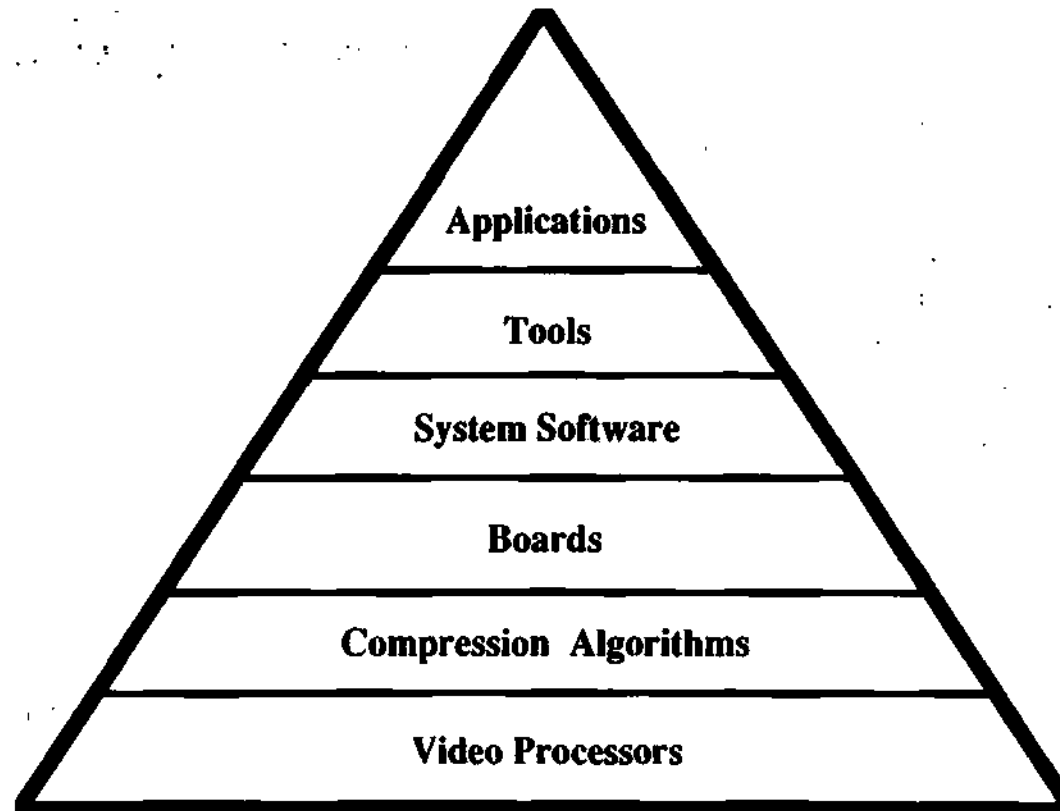 Applications
Tools
System Software
Boards
Compression Algorithms
Video Processors